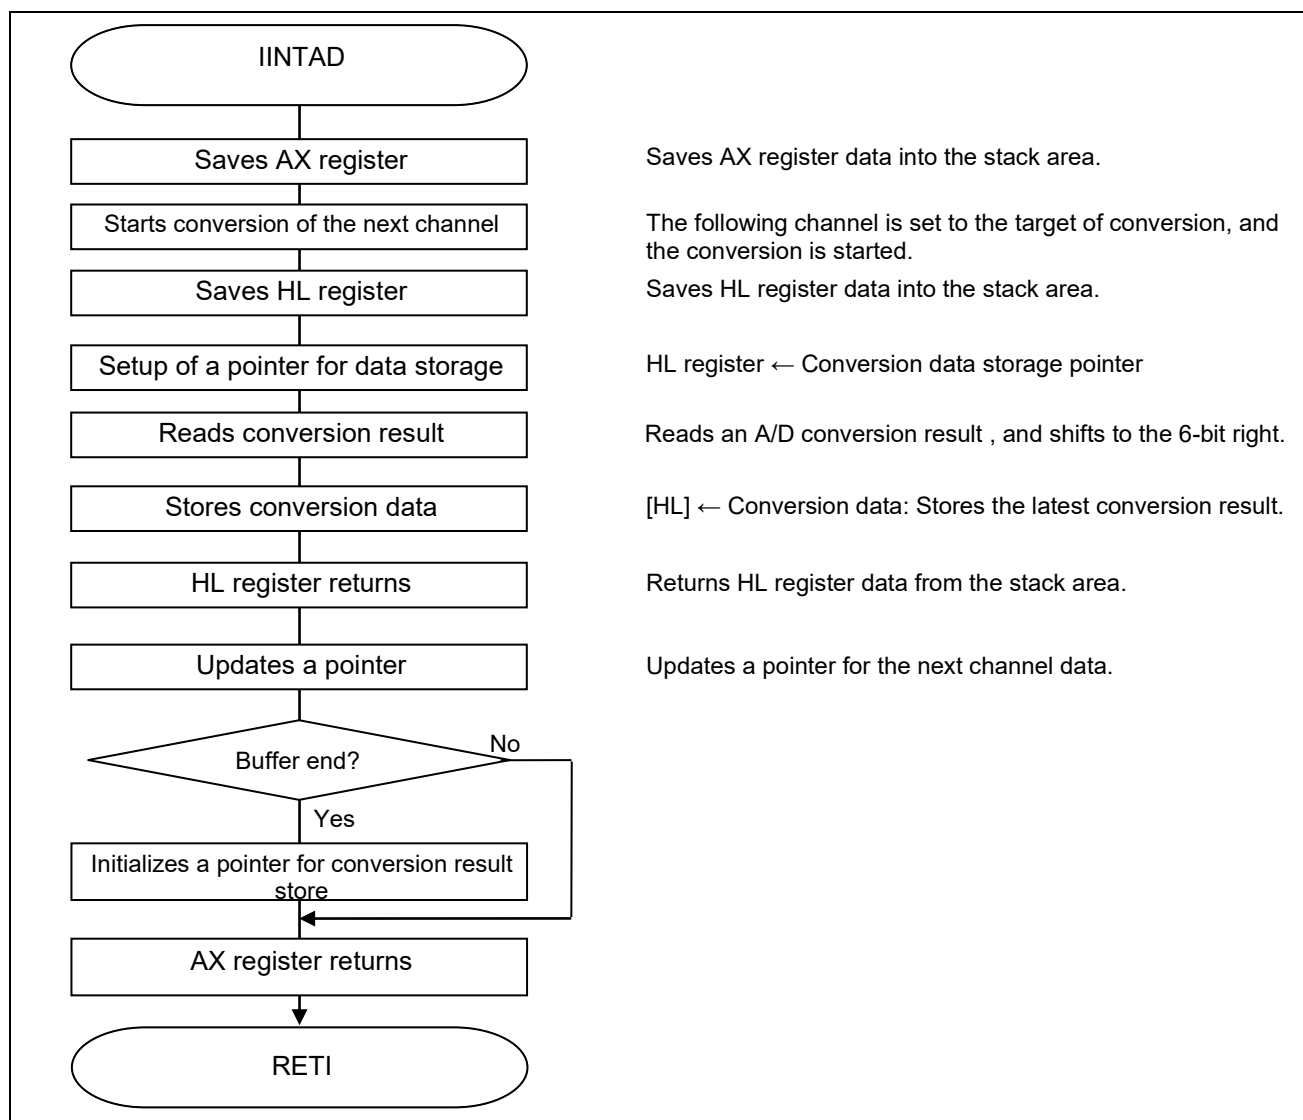 IINTAD
Saves AX register
Saves AX register data into the stack area.
Starts conversion of the next channel
The following channel is set to the target of conversion, and
the conversion is started.
Saves HL register
Saves HL register data into the stack area.
Setup of a pointer for data storage
HL register ← Conversion data storage pointer
Reads conversion result
Reads an A/D conversion result , and shifts to the 6-bit right.
Stores conversion data
[HL] ← Conversion data: Stores the latest conversion result.
HL register returns
Returns HL register data from the stack area.
Updates a pointer
Updates a pointer for the next channel data.
Buffer end?
No
Yes
Initializes a pointer for conversion result
store
AX register returns
RETI